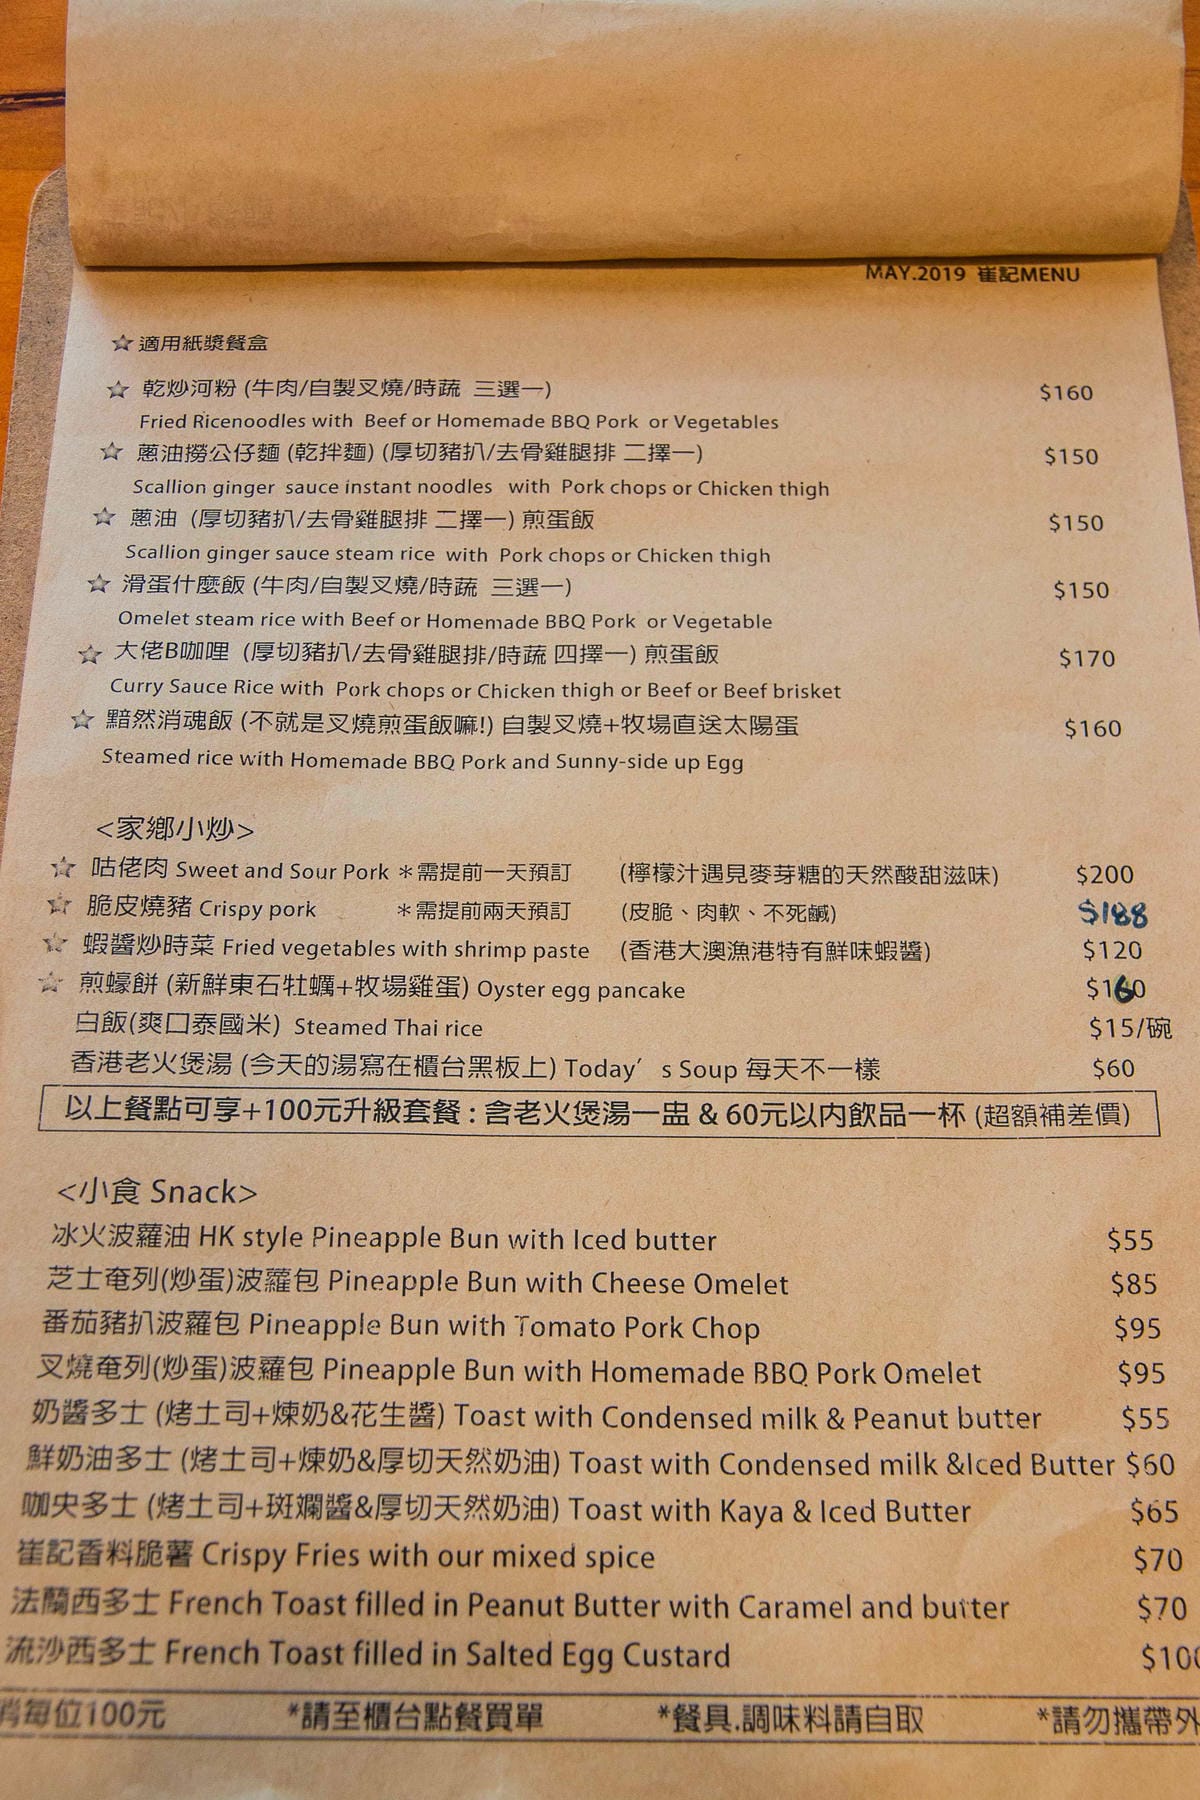 MAY.2019 崔記MENU
☆適用紙漿餐盒
☆ 乾炒河粉 (牛肉/自製叉燒/時蔬 三選一) $160
Fried Ricenoodles with Beef or Homemade BBQ Pork or Vegetables
☆ 蔥油撈公仔麵 (乾拌麵) (厚切豬扒/去骨雞腿排 二擇一) $150
Scallion ginger sauce instant noodles with Pork chops or Chicken thigh
☆ 蔥油 (厚切豬扒/去骨雞腿排 二擇一) 煎蛋飯 $150
Scallion ginger sauce steam rice with Pork chops or Chicken thigh
☆ 滑蛋什麼飯 (牛肉/自製叉燒/時蔬 三選一) $150
Omelet steam rice with Beef or Homemade BBQ Pork or Vegetable
☆ 大佬B咖哩 (厚切豬扒/去骨雞腿排/時蔬 四擇一) 煎蛋飯 $170
Curry Sauce Rice with Pork chops or Chicken thigh or Beef or Beef brisket
☆ 黯然消魂飯 (不就是叉燒煎蛋飯嘛!) 自製叉燒+牧場直送太陽蛋 $160
Steamed rice with Homemade BBQ Pork and Sunny-side up Egg
<家鄉小炒>
☆ 咕佬肉 Sweet and Sour Pork *需提前一天預訂 (檸檬汁遇見麥芽糖的天然酸甜滋味) $200
☆ 脆皮燒豬 Crispy pork *需提前兩天預訂 (皮脆、肉軟、不死鹹) $188
☆ 蝦醬炒時菜 Fried vegetables with shrimp paste (香港大澳漁港特有鮮味蝦醬) $120
☆ 煎蠔餅 (新鮮東石牡蠣+牧場雞蛋) Oyster egg pancake $160
白飯(爽口泰國米) Steamed Thai rice $15/碗
香港老火煲湯 (今天的湯寫在櫃台黑板上) Today's Soup 每天不一樣 $60
以上餐點可享+100元升級套餐 : 含老火煲湯一盅 & 60元以內飲品一杯 (超額補差價)
<小食 Snack>
冰火波蘿油 HK style Pineapple Bun with Iced butter $55
芝士奄列(炒蛋)波蘿包 Pineapple Bun with Cheese Omelet $85
番茄豬扒波蘿包 Pineapple Bun with Tomato Pork Chop $95
叉燒奄列(炒蛋)波蘿包 Pineapple Bun with Homemade BBQ Pork Omelet $95
奶醬多士 (烤土司+煉奶&花生醬) Toast with Condensed milk & Peanut butter $55
鮮奶油多士 (烤土司+煉奶&厚切天然奶油) Toast with Condensed milk &Iced Butter $60
咖央多士 (烤土司+斑斕醬&厚切天然奶油) Toast with Kaya & Iced Butter $65
崔記香料脆薯 Crispy Fries with our mixed spice $70
法蘭西多士 French Toast filled in Peanut Butter with Caramel and butter $70
流沙西多士 French Toast filled in Salted Egg Custard $100
消每位100元 *請至櫃台點餐買單 *餐具.調味料請自取 *請勿攜帶外